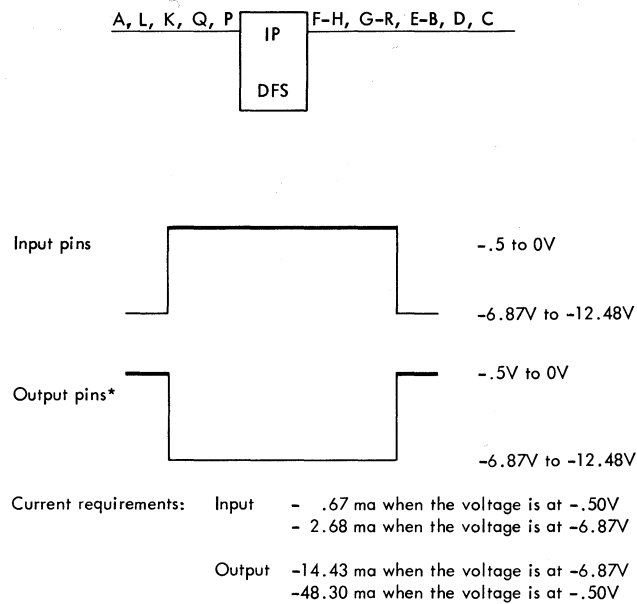 A, L, K, Q, P IP F-H, G-R, E-B, D, C
DFS
Input pins
-.5 to 0V
-6.87V to -12.48V
Output pins*
-.5V to 0V
-6.87V to -12.48V
Current requirements: Input - .67 ma when the voltage is at -.50V
- 2.68 ma when the voltage is at -6.87V
Output -14.43 ma when the voltage is at -6.87V
-48.30 ma when the voltage is at -.50V